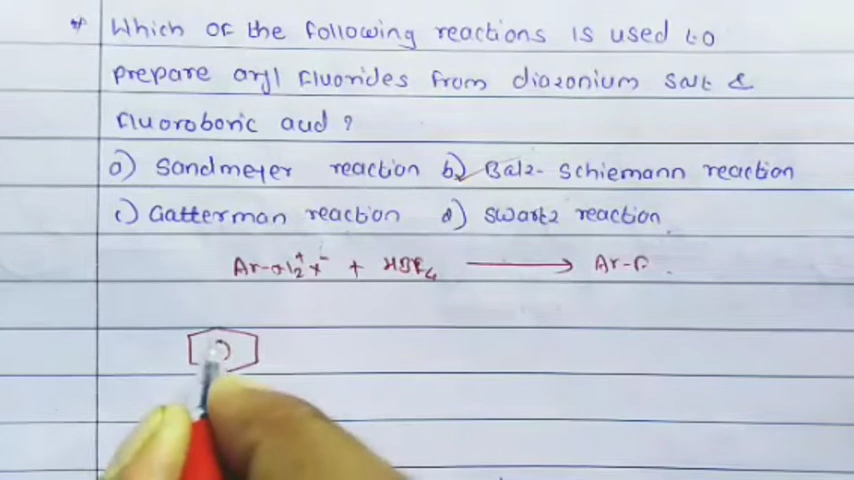 Which of the following reactions is used to
prepare aryl fluorides from diazonium salt &
fluoroboric acid ?
a) Sandmeyer reaction b) Balz-Schiemann reaction
c) Gatterman reaction d) Swartz reaction
Ar-N₂⁺X⁻ + HBF₄ ⟶ Ar-F